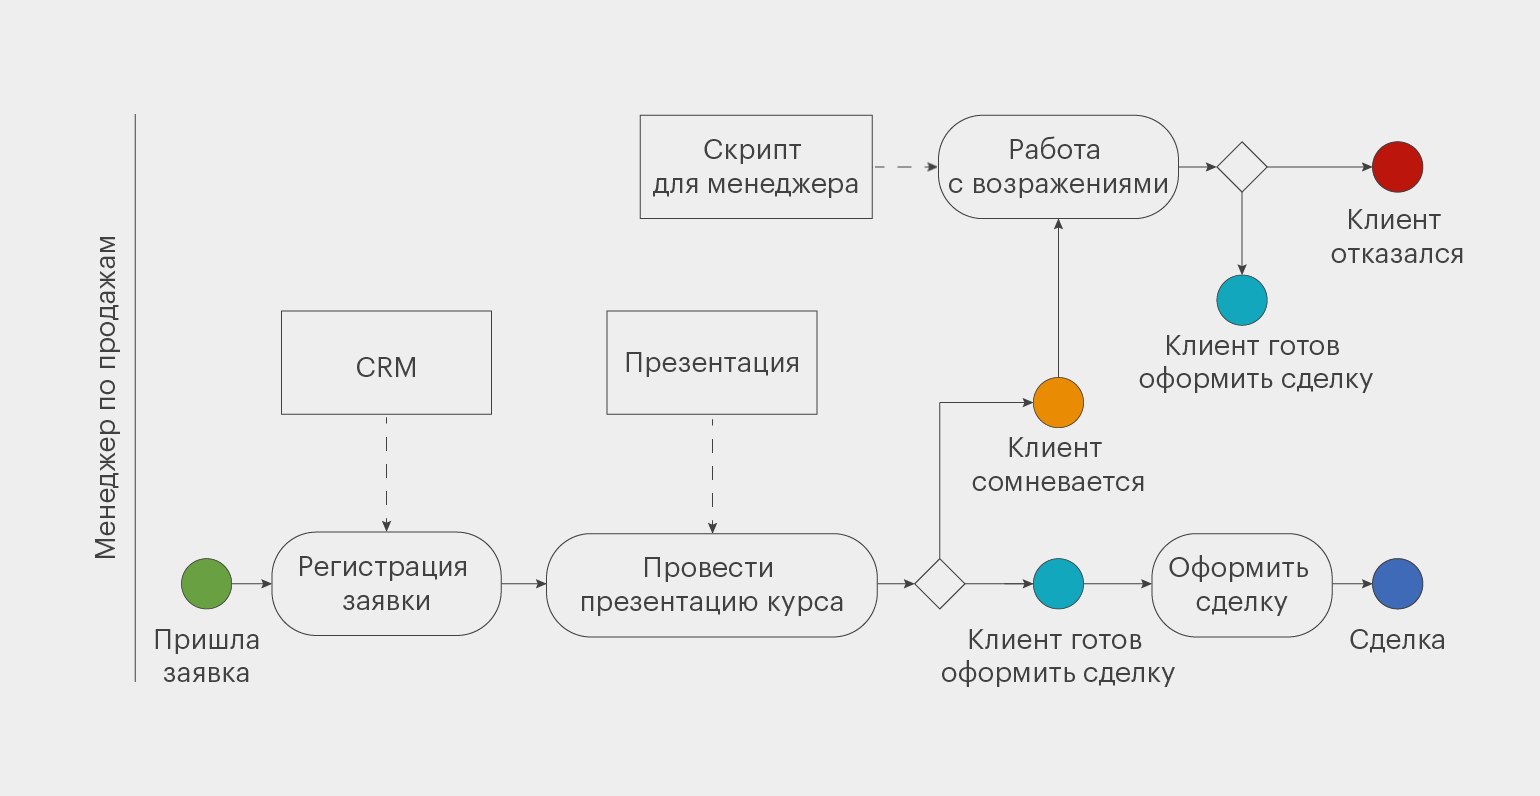 Менеджер по продажам
Скрипт
для менеджера
Работа
с возражениями
Клиент
отказался
Клиент готов
оформить сделку
CRM
Презентация
Клиент
сомневается
Пришла
заявка
Регистрация
заявки
Провести
презентацию курса
Клиент готов
оформить сделку
Оформить
сделку
Сделка